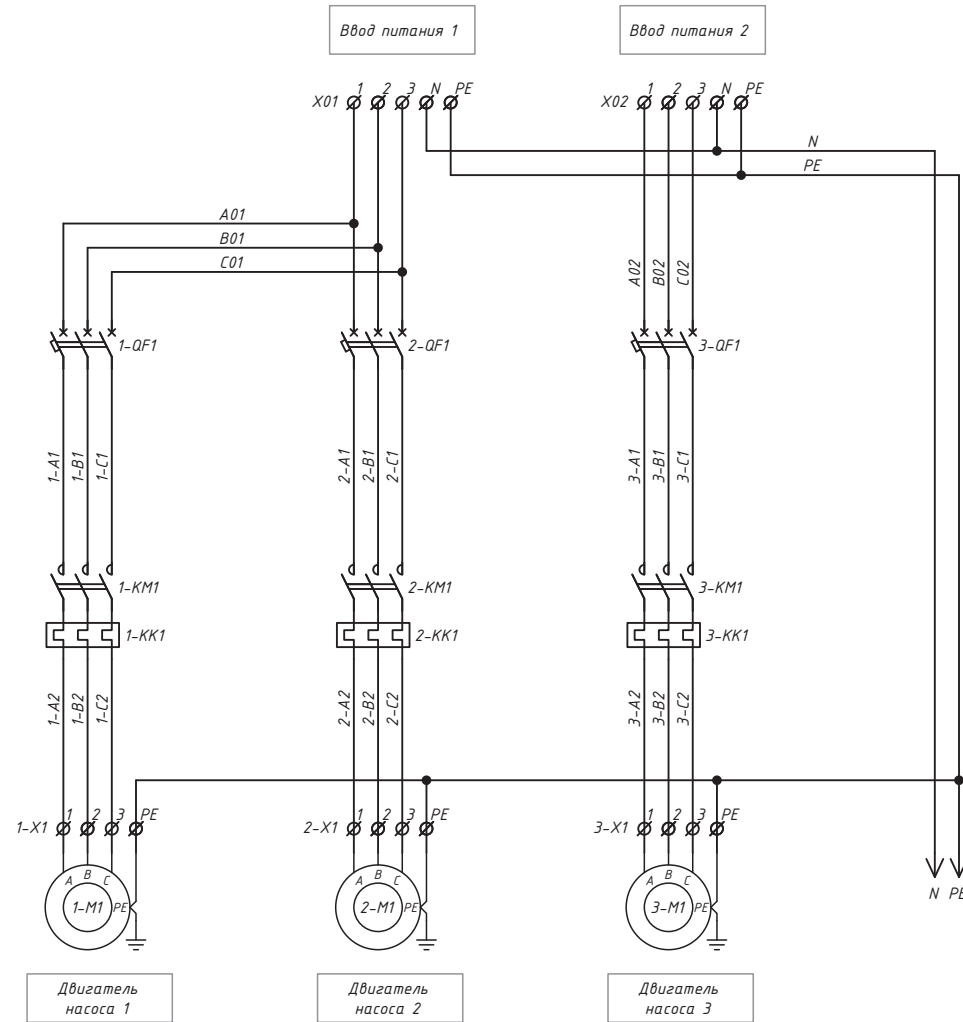 Ввод питания 1
Ввод питания 2
X01 1 2 3 N PE
X02 1 2 3 N PE
N
PE
A01
B01
C01
A02 B02 C02
1-QF1
2-QF1
3-QF1
1-A1 1-B1 1-C1
2-A1 2-B1 2-C1
3-A1 3-B1 3-C1
1-KM1
2-KM1
3-KM1
1-KK1
2-KK1
3-KK1
1-A2 1-B2 1-C2
2-A2 2-B2 2-C2
3-A2 3-B2 3-C2
1-X1 1 2 3 PE
2-X1 1 2 3 PE
3-X1 1 2 3 PE
A B C
A B C
A B C
1-M1 PE
2-M1 PE
3-M1 PE
N PE
Двигатель
насоса 1
Двигатель
насоса 2
Двигатель
насоса 3